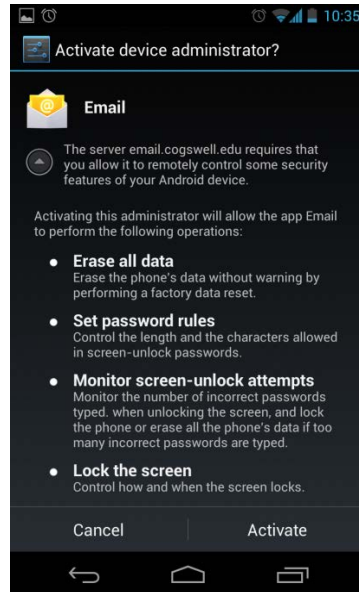 10:35
Activate device administrator?
@
Email
The server email.cogswell.edu requires that
you allow it to remotely control some security
features of your Android device.
Activating this administrator will allow the app Email
to perform the following operations:
• Erase all data
Erase the phone's data without warning by
performing a factory data reset.
• Set password rules
Control the length and the characters allowed
in screen-unlock passwords.
• Monitor screen-unlock attempts
Monitor the number of incorrect passwords
typed. when unlocking the screen, and lock
the phone or erase all the phone's data if too
many incorrect passwords are typed.
• Lock the screen
Control how and when the screen locks.
Cancel Activate